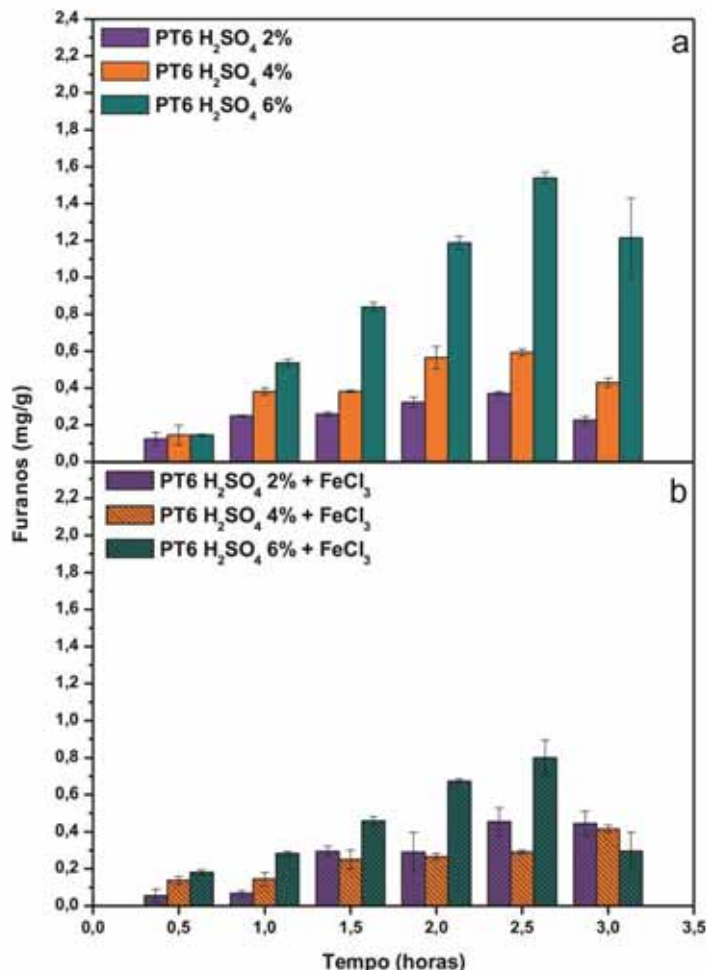 2,4
2,2
2,0
1,8
1,6
1,4
1,2
1,0
0,8
0,6
0,4
0,2
0,0
PT6 H₂SO₄ 2%
PT6 H₂SO₄ 4%
PT6 H₂SO₄ 6%
a
Furanos (mg/g)
2,2
2,0
1,8
1,6
1,4
1,2
1,0
0,8
0,6
0,4
0,2
0,0
PT6 H₂SO₄ 2% + FeCl₃
PT6 H₂SO₄ 4% + FeCl₃
PT6 H₂SO₄ 6% + FeCl₃
b
0,0 0,5 1,0 1,5 2,0 2,5 3,0 3,5
Tempo (horas)